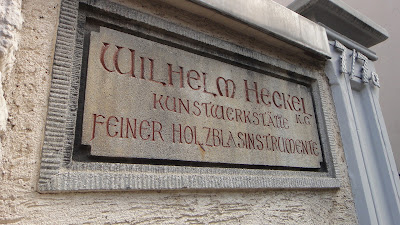 WILHELM HECKEL
KUNSTWERKSTÄTTE K.G.
FEINER HOLZBLASINSTRUMENTE